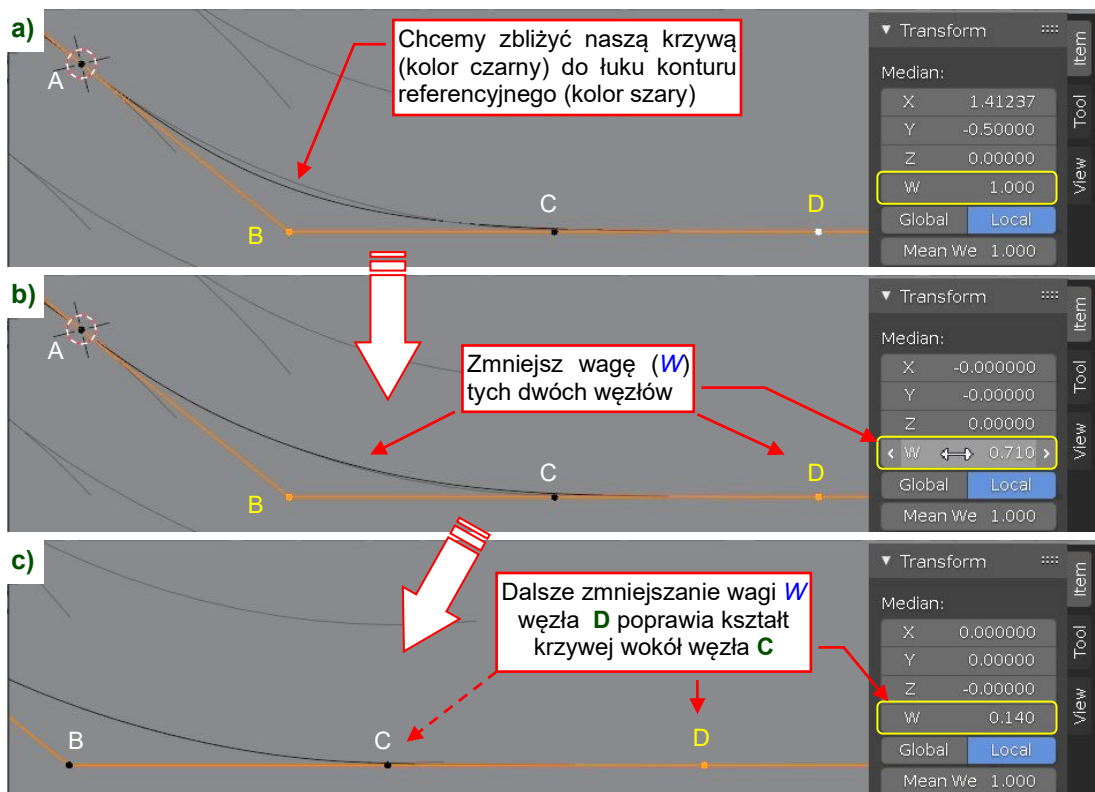 a)
A
Chcemy zbliżyć naszą krzywą
(kolor czarny) do łuku konturu
referencyjnego (kolor szary)
B
C
D
Transform
Median:
X 1.41237
Y -0.50000
Z 0.00000
W 1.000
Global Local
Mean We 1.000
Item
Tool
View
b)
A
Zmniejsz wagę (W)
tych dwóch węzłów
B
C
D
Transform
Median:
X -0.000000
Y -0.00000
Z 0.00000
W 0.710
Global Local
Mean We 1.000
Item
Tool
View
c)
Dalsze zmniejszanie wagi W
węzła D poprawia kształt
krzywej wokół węzła C
B
C
D
Transform
Median:
X 0.000000
Y 0.00000
Z -0.00000
W 0.140
Global Local
Mean We 1.000
Item
Tool
View